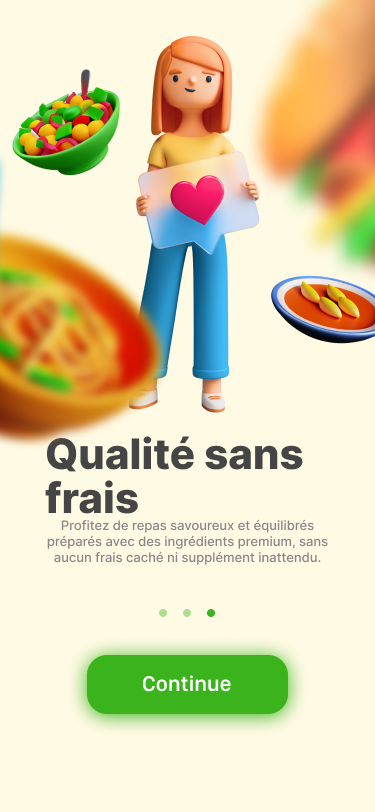 Qualité sans
frais
Profitez de repas savoureux et équilibrés
préparés avec des ingrédients premium, sans
aucun frais caché ni supplément inattendu.
Continue